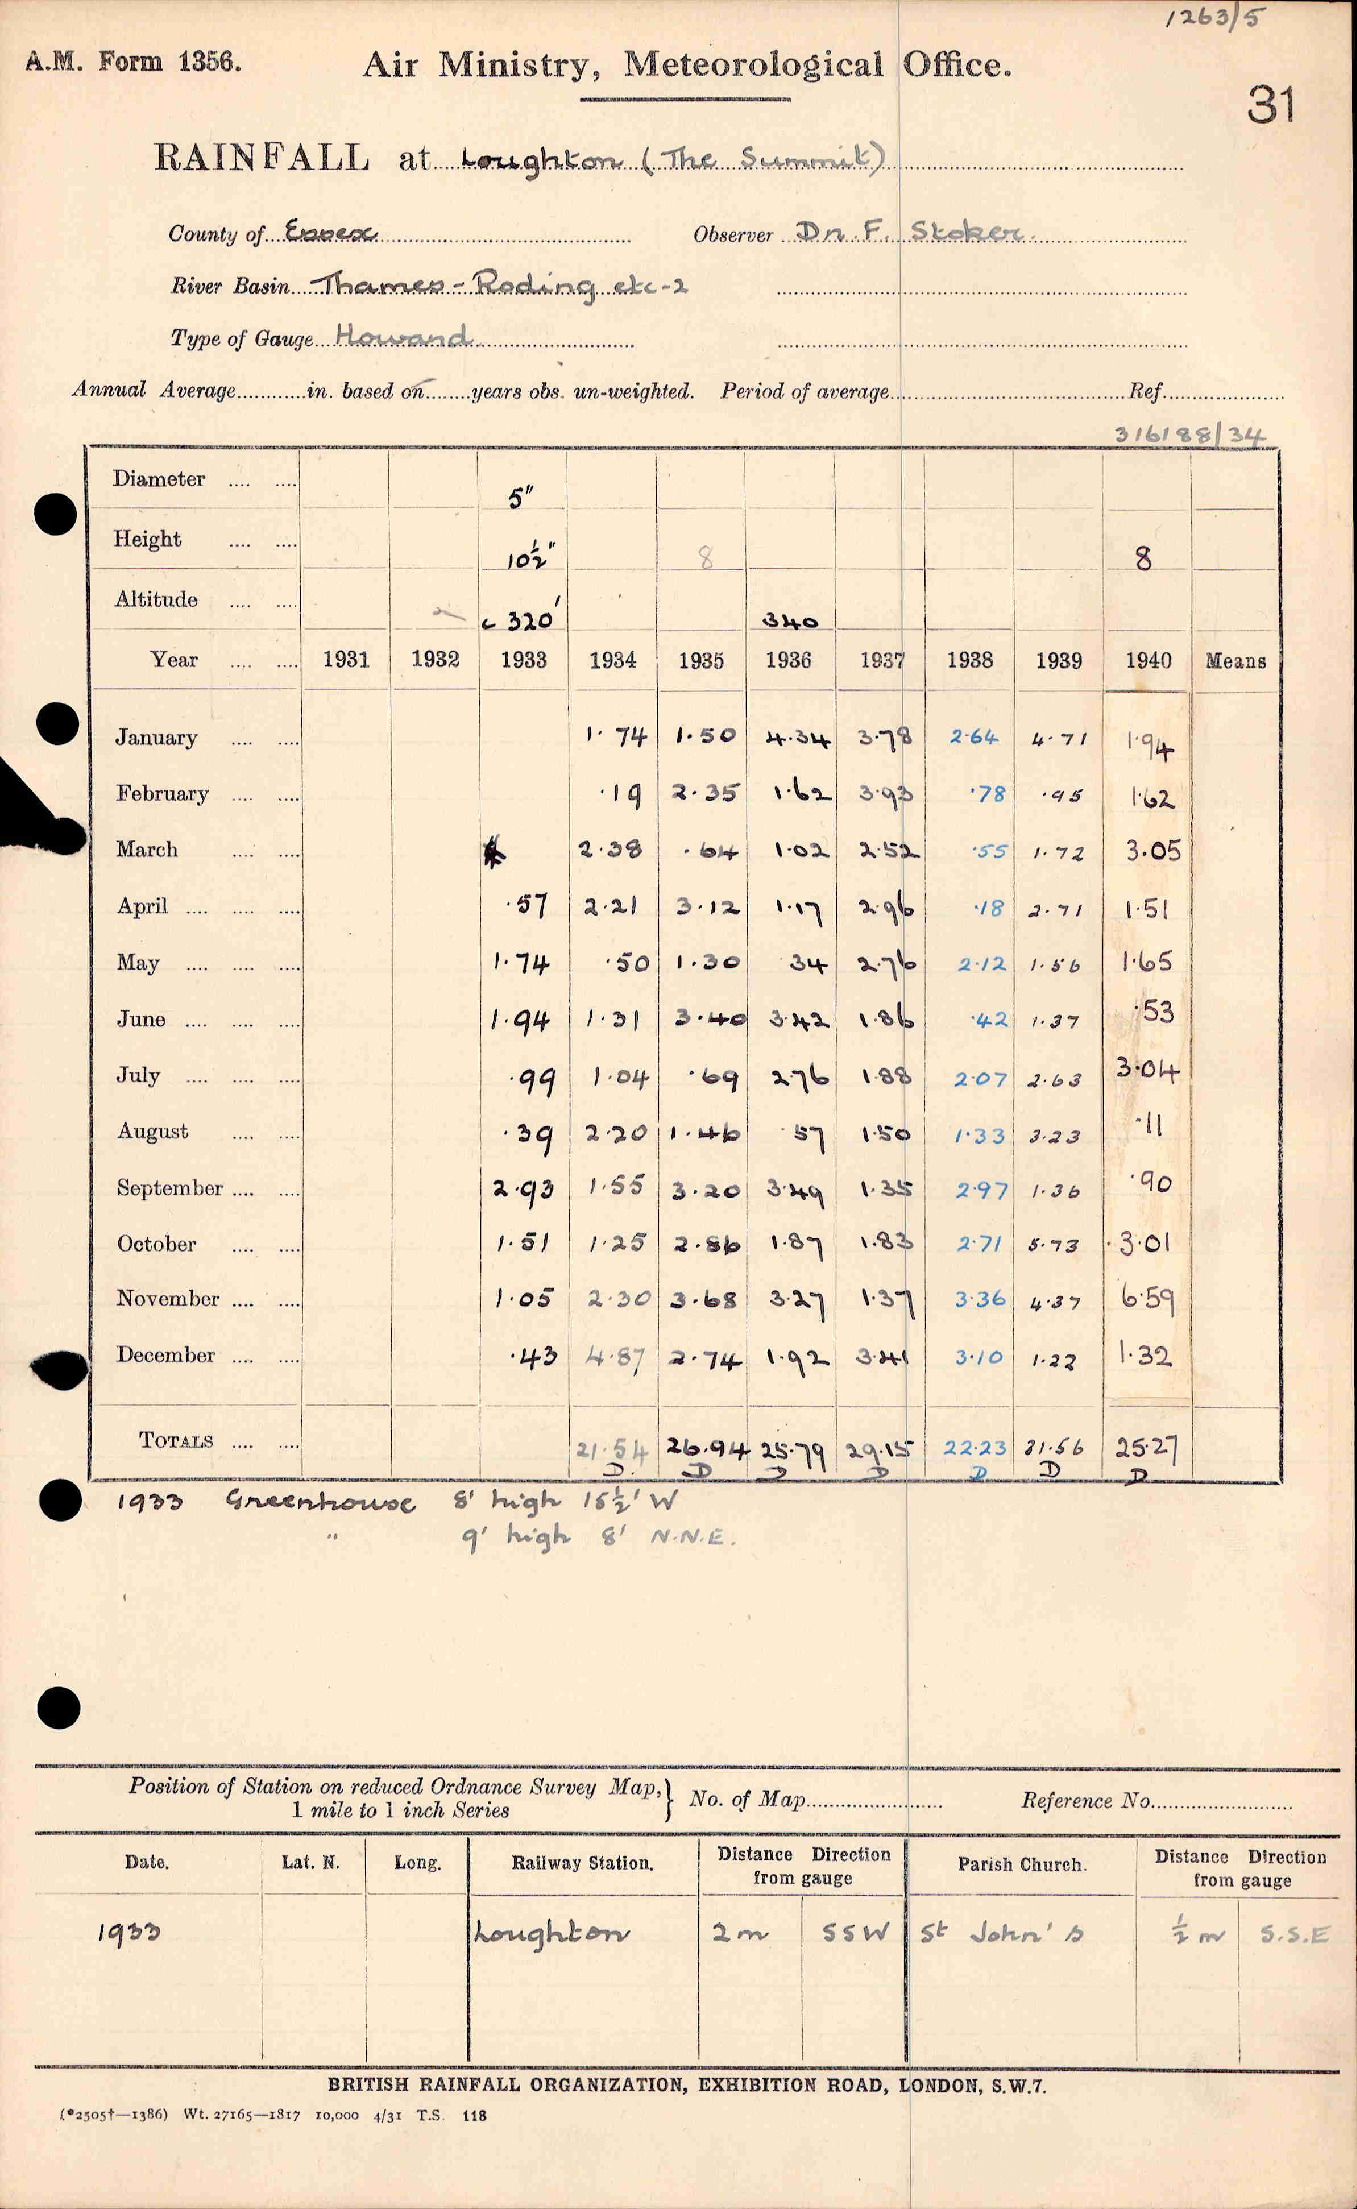 1263/5
A.M. Form 1356. Air Ministry, Meteorological Office.
31
RAINFALL at Loughton (The Summit)
County of Essex Observer Dr. F. Stoker
River Basin Thames - Roding etc-2
Type of Gauge Howard
Annual Average............in. based on........years obs. un-weighted. Period of average.......................................Ref.....................
316188/34
Diameter .... .... 5"
Height .... .... 10½" 8 8
Altitude .... .... c 320' 340
Year .... .... 1931 1932 1933 1934 1935 1936 1937 1938 1939 1940 Means
January .... .... 1.74 1.50 4.34 3.78 2.64 4.71 1.94
February .... .... .19 2.35 1.62 3.93 .78 .95 1.62
March .... .... 2.38 .64 1.02 2.52 .55 1.72 3.05
April .... .... .... .57 2.21 3.12 1.17 2.96 .18 2.71 1.51
May .... .... .... 1.74 .50 1.30 34 2.76 2.12 1.56 1.65
June .... .... .... 1.94 1.31 3.40 3.42 1.86 .42 1.37 .53
July .... .... .... .99 1.04 .69 2.76 1.88 2.07 2.63 3.04
August .... .... .39 2.20 1.46 .57 1.50 1.33 3.23 .11
September .... .... 2.93 1.55 3.20 3.49 1.35 2.97 1.36 .90
October .... .... 1.51 1.25 2.86 1.87 1.83 2.71 5.73 3.01
November .... .... 1.05 2.30 3.68 3.27 1.37 3.36 4.37 6.59
December .... .... .43 4.87 2.74 1.92 3.41 3.10 1.22 1.32
TOTALS .... .... 21.54 26.94 25.79 29.15 22.23 31.56 25.27
D. D D D D D D
1933 Greenhouse 8' high 15½' W
" 9' high 8' N.N.E.
Position of Station on reduced Ordnance Survey Map,} No. of Map........................ Reference No.........................
1 mile to 1 inch Series
Date. Lat. N. Long. Railway Station. Distance Direction from gauge Parish Church. Distance Direction from gauge
1933 Loughton 2m SSW St John's ½ m S.S.E
BRITISH RAINFALL ORGANIZATION, EXHIBITION ROAD, LONDON, S.W.7.
(*2505†—1386) Wt. 27165—1817 10,000 4/31 T.S. 118